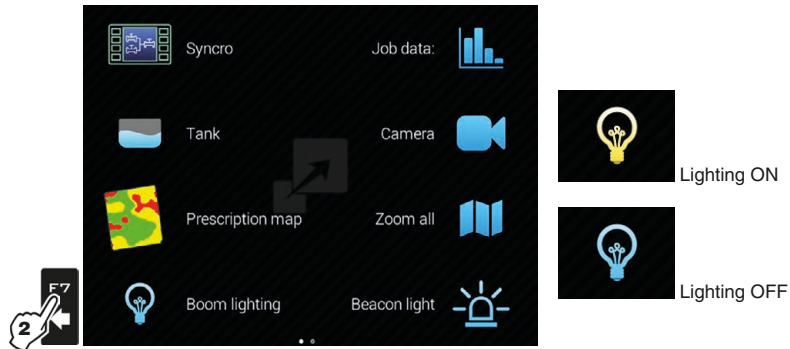 Syncro
Job data:
Tank
Camera
Prescription map
Zoom all
Boom lighting
Beacon light
F7
2
Lighting ON
Lighting OFF